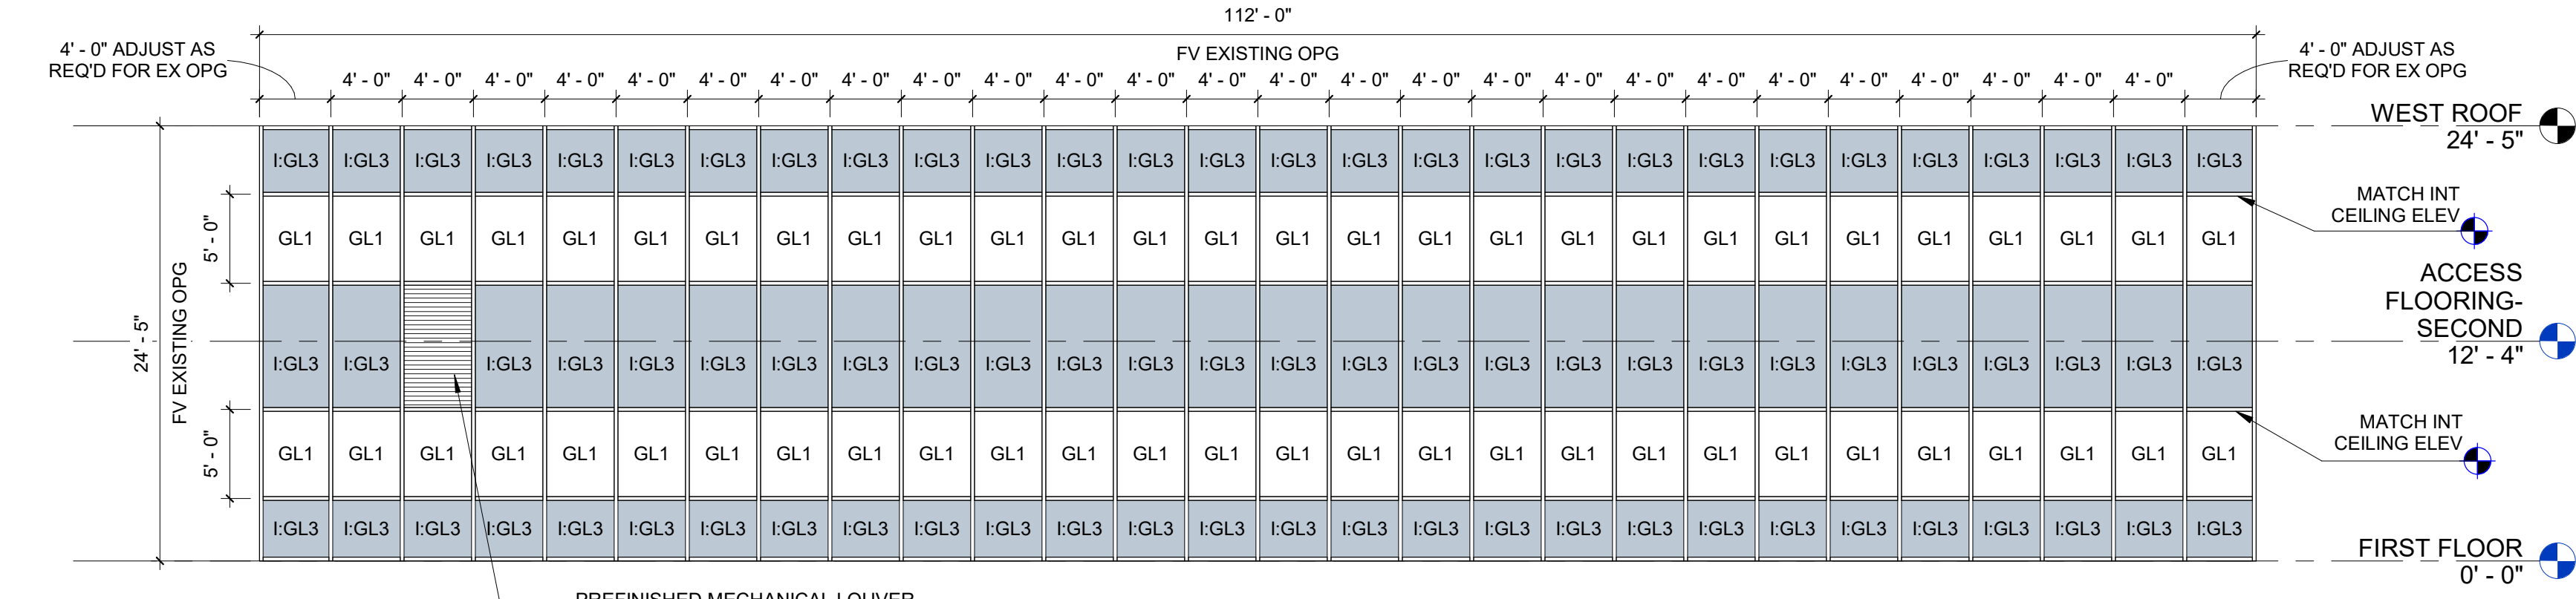 112' - 0"
4' - 0" ADJUST AS
REQ'D FOR EX OPG
FV EXISTING OPG
4' - 0" ADJUST AS
REQ'D FOR EX OPG
4' - 0" 4' - 0" 4' - 0" 4' - 0" 4' - 0" 4' - 0" 4' - 0" 4' - 0" 4' - 0" 4' - 0" 4' - 0" 4' - 0" 4' - 0" 4' - 0" 4' - 0" 4' - 0" 4' - 0" 4' - 0" 4' - 0" 4' - 0" 4' - 0" 4' - 0" 4' - 0" 4' - 0" 4' - 0" 4' - 0"
WEST ROOF
24' - 5"
I:GL3 I:GL3 I:GL3 I:GL3 I:GL3 I:GL3 I:GL3 I:GL3 I:GL3 I:GL3 I:GL3 I:GL3 I:GL3 I:GL3 I:GL3 I:GL3 I:GL3 I:GL3 I:GL3 I:GL3 I:GL3 I:GL3 I:GL3 I:GL3 I:GL3 I:GL3 I:GL3 I:GL3
MATCH INT
CEILING ELEV
5' - 0"
GL1 GL1 GL1 GL1 GL1 GL1 GL1 GL1 GL1 GL1 GL1 GL1 GL1 GL1 GL1 GL1 GL1 GL1 GL1 GL1 GL1 GL1 GL1 GL1 GL1 GL1 GL1 GL1
24' - 5"
FV EXISTING OPG
ACCESS
FLOORING-
SECOND
12' - 4"
I:GL3 I:GL3 I:GL3 I:GL3 I:GL3 I:GL3 I:GL3 I:GL3 I:GL3 I:GL3 I:GL3 I:GL3 I:GL3 I:GL3 I:GL3 I:GL3 I:GL3 I:GL3 I:GL3 I:GL3 I:GL3 I:GL3 I:GL3 I:GL3 I:GL3 I:GL3 I:GL3
MATCH INT
CEILING ELEV
5' - 0"
GL1 GL1 GL1 GL1 GL1 GL1 GL1 GL1 GL1 GL1 GL1 GL1 GL1 GL1 GL1 GL1 GL1 GL1 GL1 GL1 GL1 GL1 GL1 GL1 GL1 GL1 GL1 GL1
I:GL3 I:GL3 I:GL3 I:GL3 I:GL3 I:GL3 I:GL3 I:GL3 I:GL3 I:GL3 I:GL3 I:GL3 I:GL3 I:GL3 I:GL3 I:GL3 I:GL3 I:GL3 I:GL3 I:GL3 I:GL3 I:GL3 I:GL3 I:GL3 I:GL3 I:GL3 I:GL3 I:GL3
FIRST FLOOR
0' - 0"
PREFINISHED MECHANICAL LOUVER